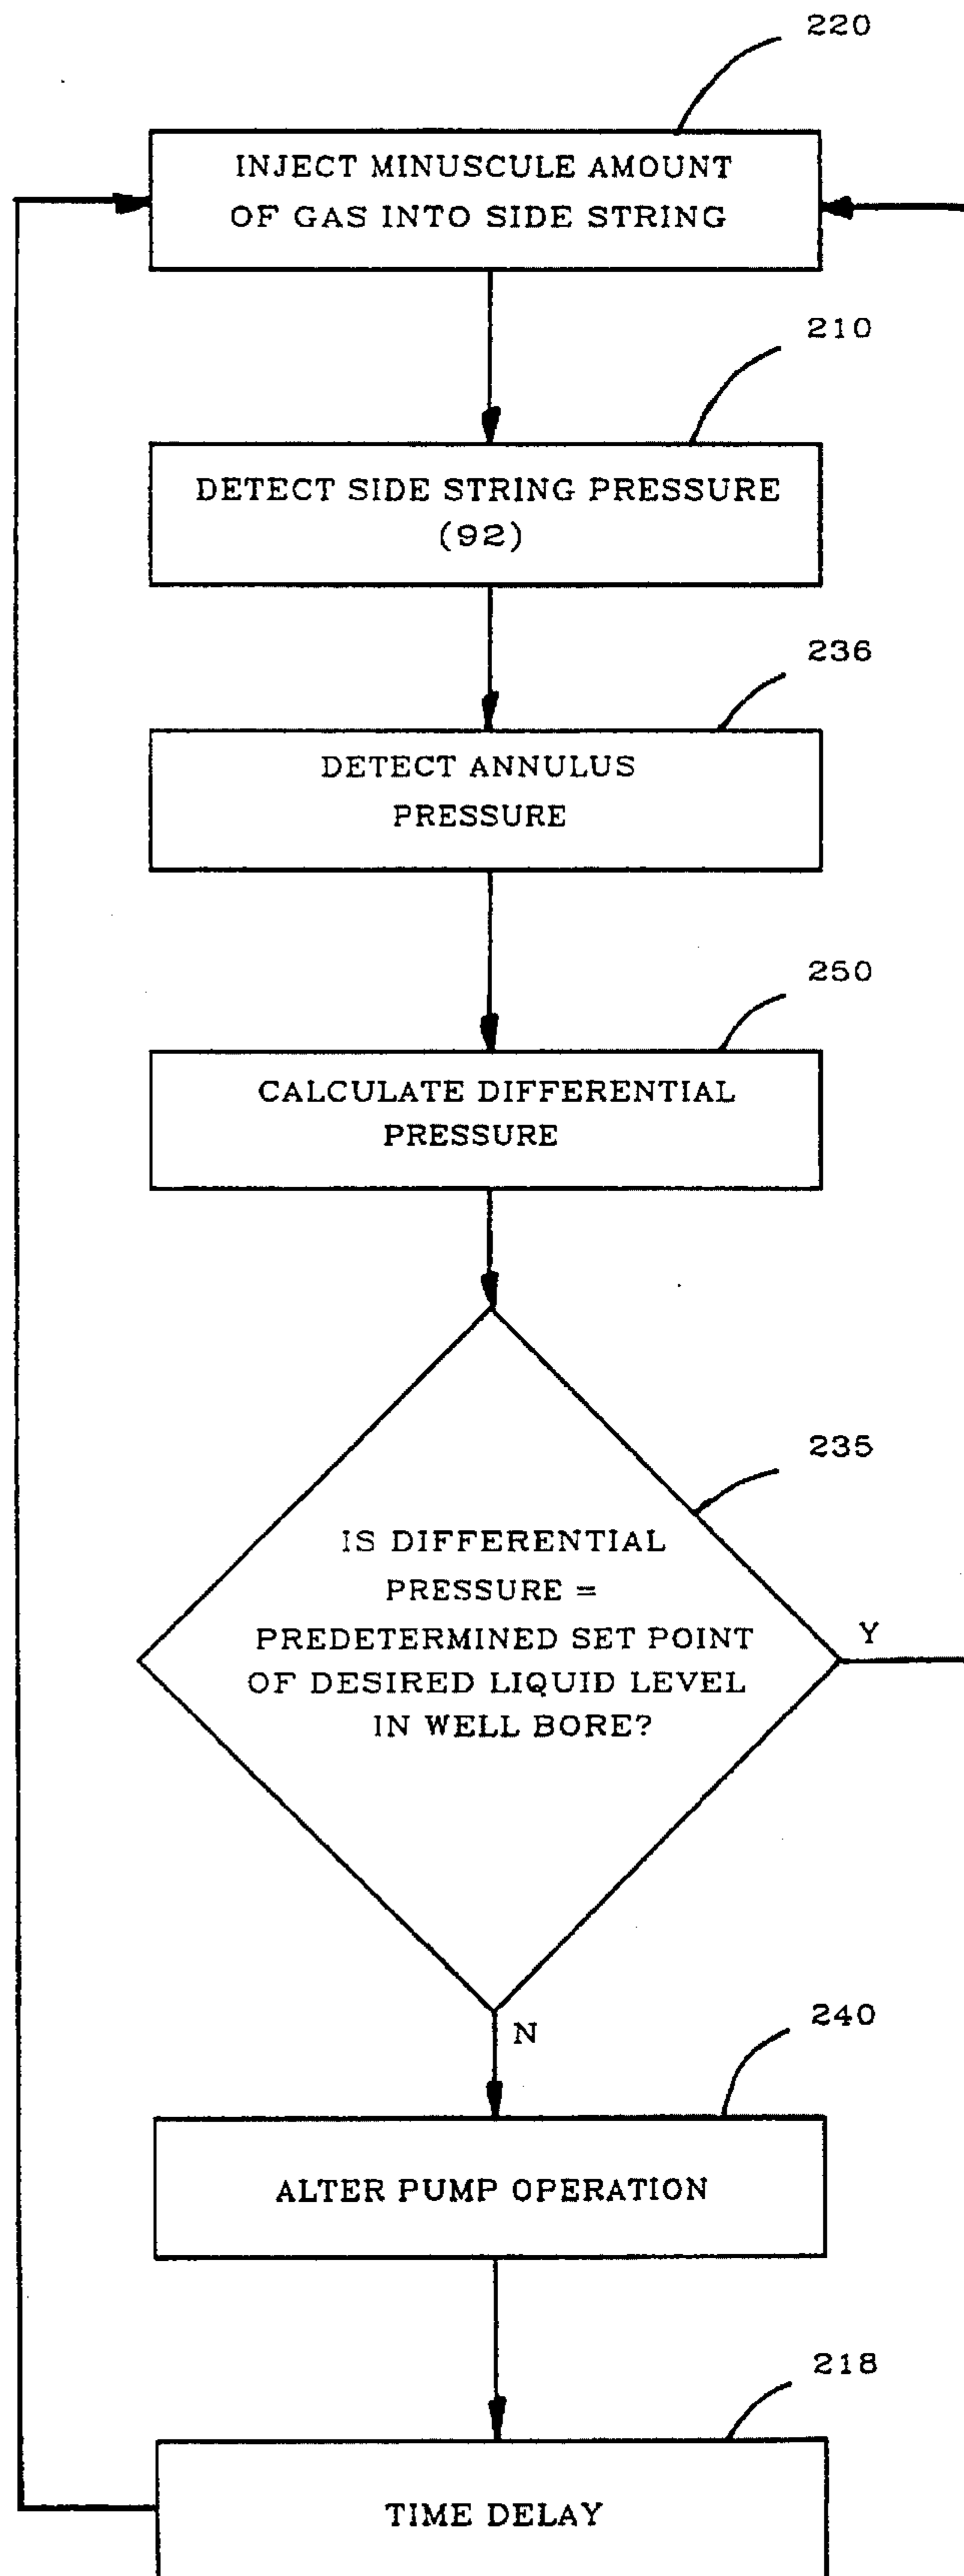 220
INJECT MINUSCULE AMOUNT
OF GAS INTO SIDE STRING
210
DETECT SIDE STRING PRESSURE
(92)
236
DETECT ANNULUS
PRESSURE
250
CALCULATE DIFFERENTIAL
PRESSURE
235
IS DIFFERENTIAL
PRESSURE =
PREDETERMINED SET POINT
OF DESIRED LIQUID LEVEL
IN WELL BORE?
Y
N
240
ALTER PUMP OPERATION
218
TIME DELAY